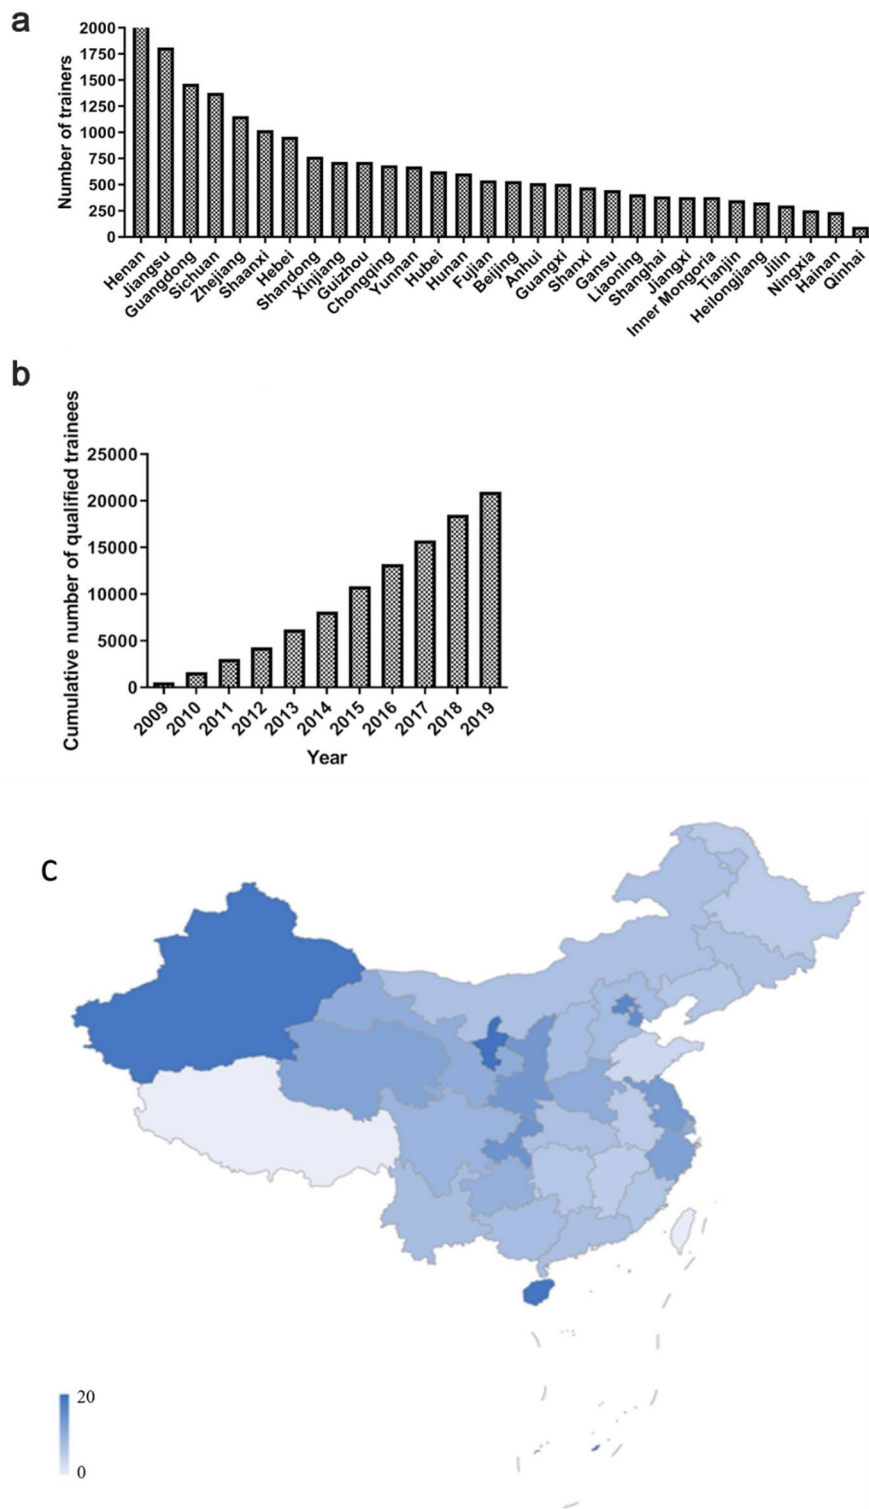 a
Number of trainers
2000
1750
1500
1250
1000
750
500
250
0
Henan
Jiangsu
Guangdong
Sichuan
Zhejiang
Shaanxi
Hebei
Shandong
Xinjiang
Guizhou
Chongqing
Yunnan
Hubei
Hunan
Fujian
Beijing
Anhui
Guangxi
Shanxi
Gansu
Liaoning
Shanghai
Jiangxi
Inner Mongoria
Tianjin
Heilongjiang
Jilin
Ningxia
Hainan
Qinhai
b
Cumulative number of qualified trainees
25000
20000
15000
10000
5000
0
2009
2010
2011
2012
2013
2014
2015
2016
2017
2018
2019
Year
c
20
0